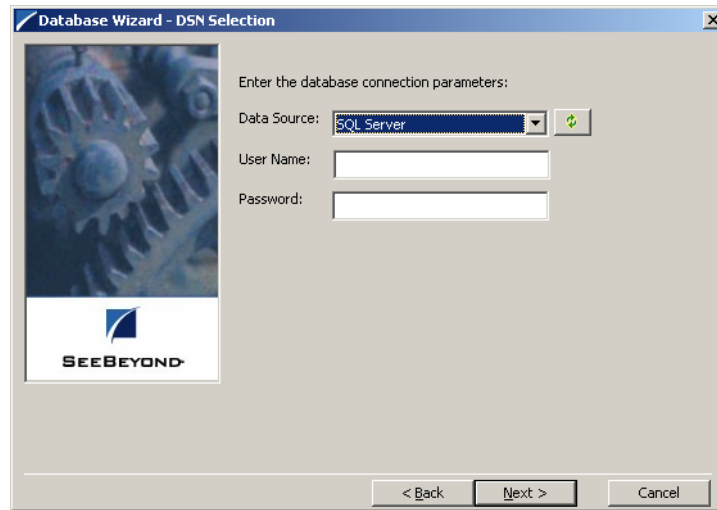 Database Wizard - DSN Selection
Enter the database connection parameters:
Data Source: SQL Server
User Name:
Password:
SEEBEYOND
< Back Next > Cancel